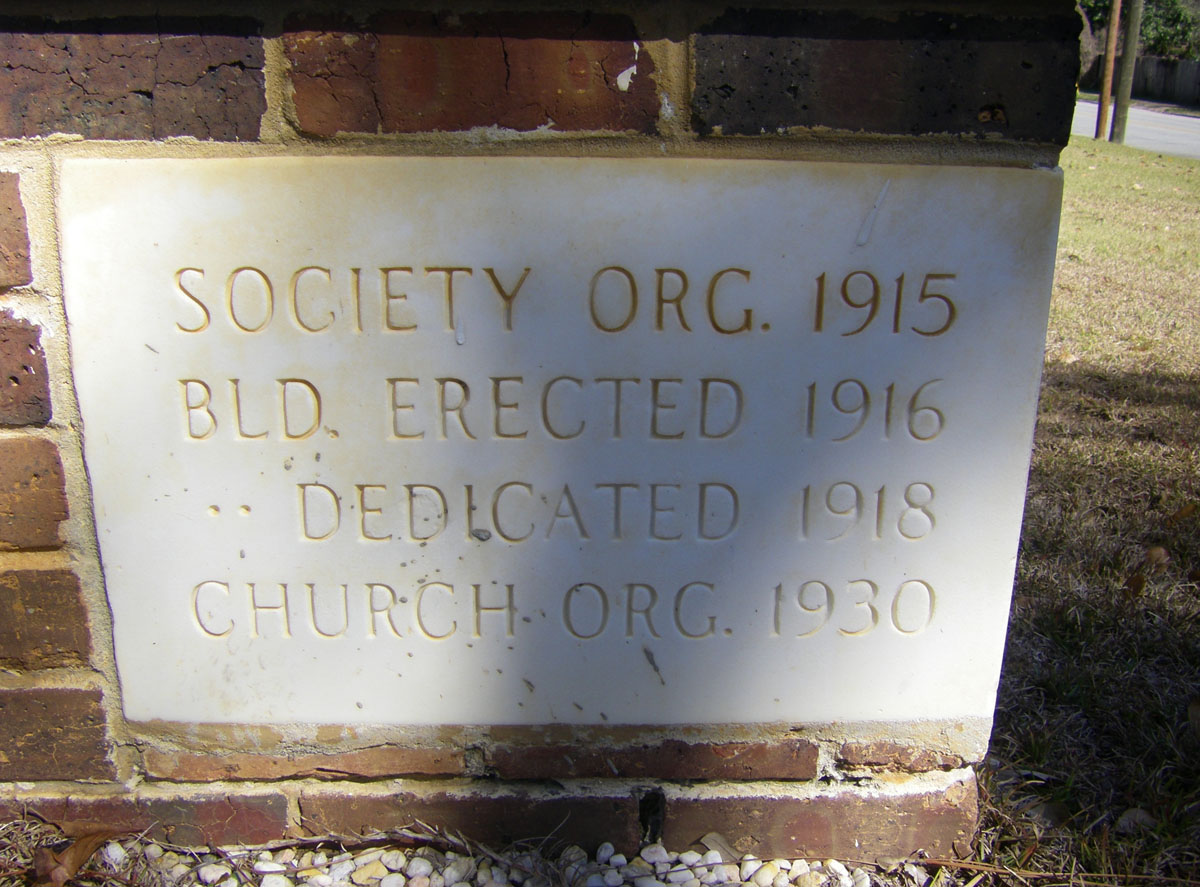 SOCIETY ORG. 1915
BLD. ERECTED 1916
·· DEDICATED 1918
CHURCH ORG. 1930